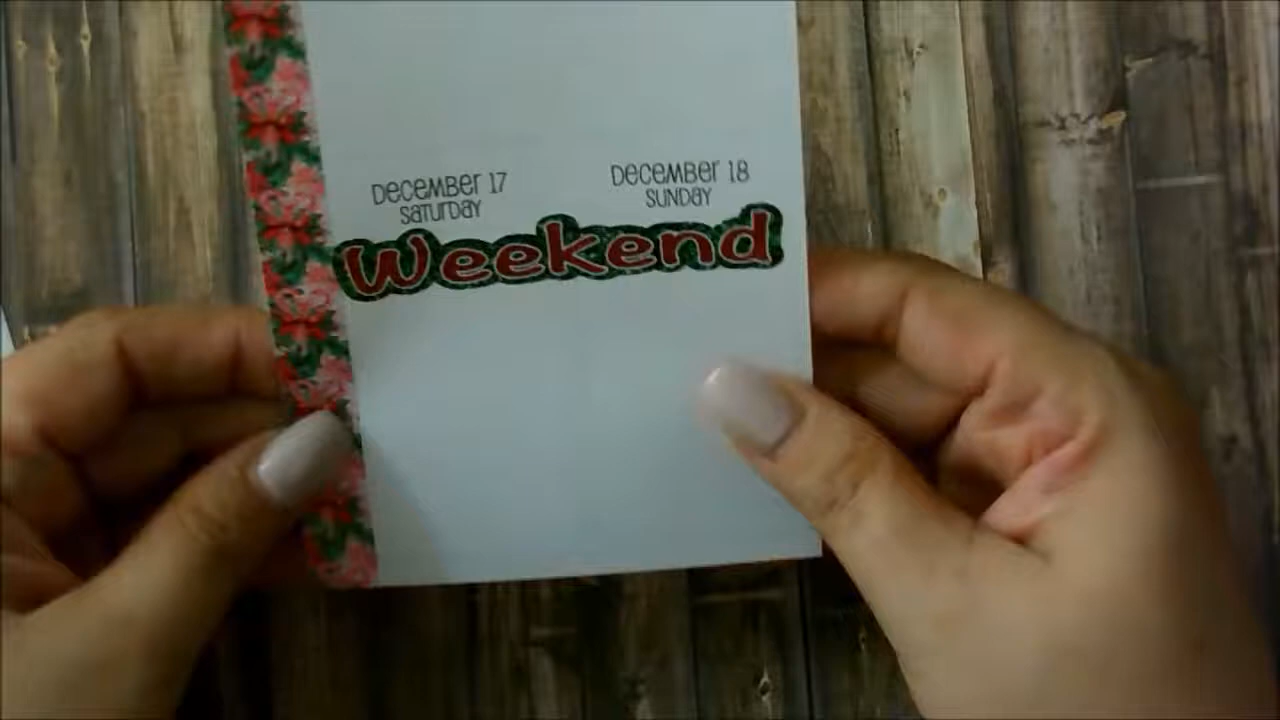 December 17
Saturday
December 18
Sunday
Weekend